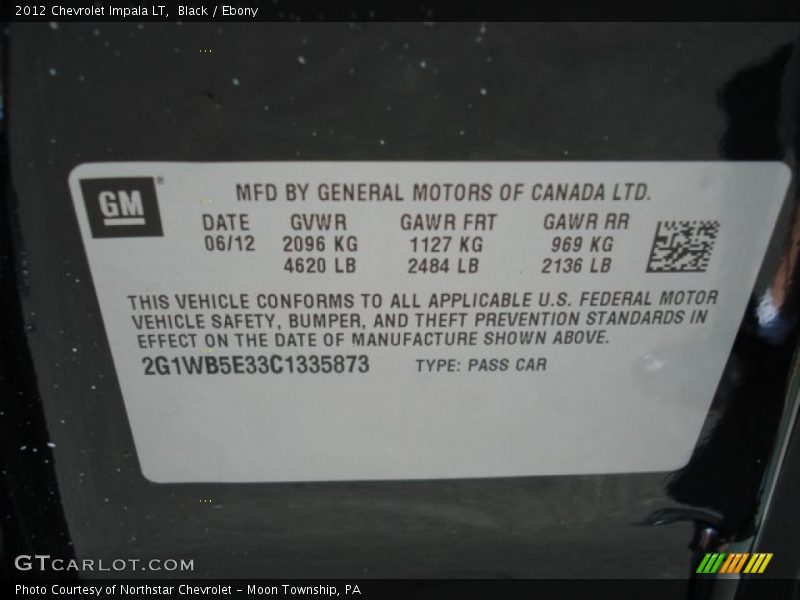 2012 Chevrolet Impala LT,  Black / Ebony
GM®
MFD BY GENERAL MOTORS OF CANADA LTD.
DATE GVWR GAWR FRT GAWR RR
06/12 2096 KG 1127 KG 969 KG
4620 LB 2484 LB 2136 LB
THIS VEHICLE CONFORMS TO ALL APPLICABLE U.S. FEDERAL MOTOR
VEHICLE SAFETY, BUMPER, AND THEFT PREVENTION STANDARDS IN
EFFECT ON THE DATE OF MANUFACTURE SHOWN ABOVE.
2G1WB5E33C1335873 TYPE: PASS CAR
GTCARLOT.COM
Photo Courtesy of Northstar Chevrolet - Moon Township, PA